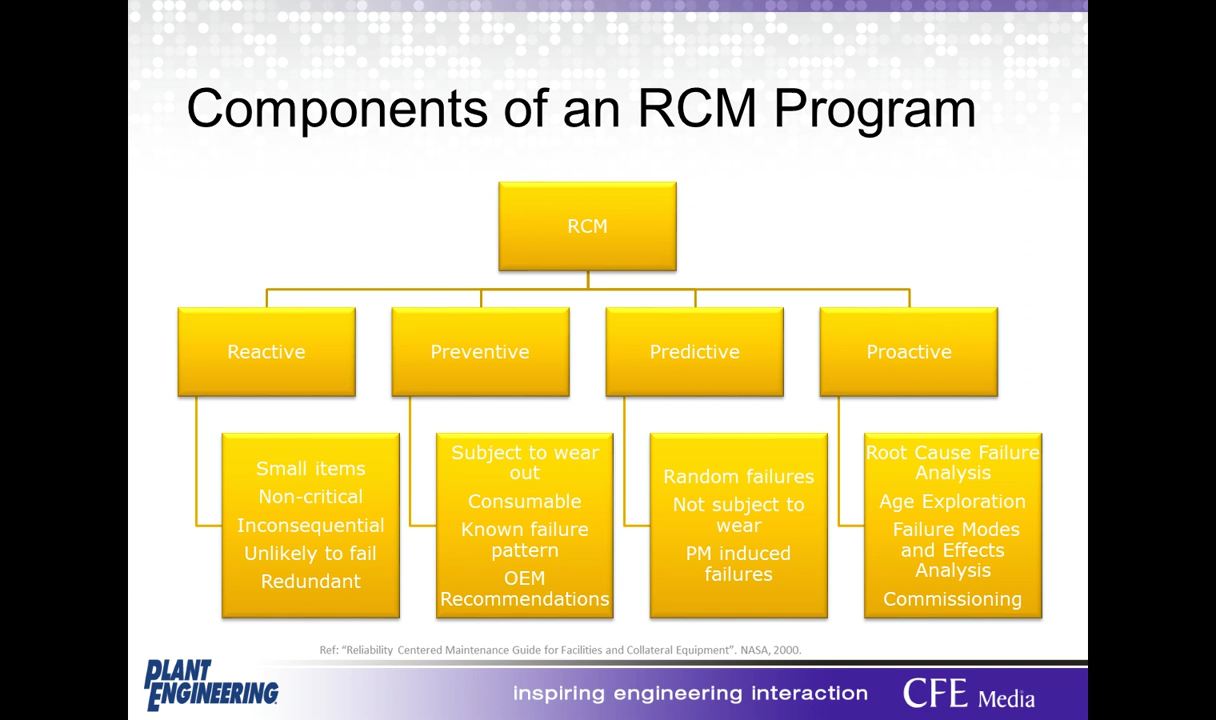 Components of an RCM Program
RCM
Reactive
Preventive
Predictive
Proactive
Small items
Non-critical
Inconsequential
Unlikely to fail
Redundant
Subject to wear
out
Consumable
Known failure
pattern
OEM
Recommendations
Random failures
Not subject to
wear
PM induced
failures
Root Cause Failure
Analysis
Age Exploration
Failure Modes
and Effects
Analysis
Commissioning
Ref: “Reliability Centered Maintenance Guide for Facilities and Collateral Equipment”. NASA, 2000.
PLANT
ENGINEERING
inspiring engineering interaction
CFE Media